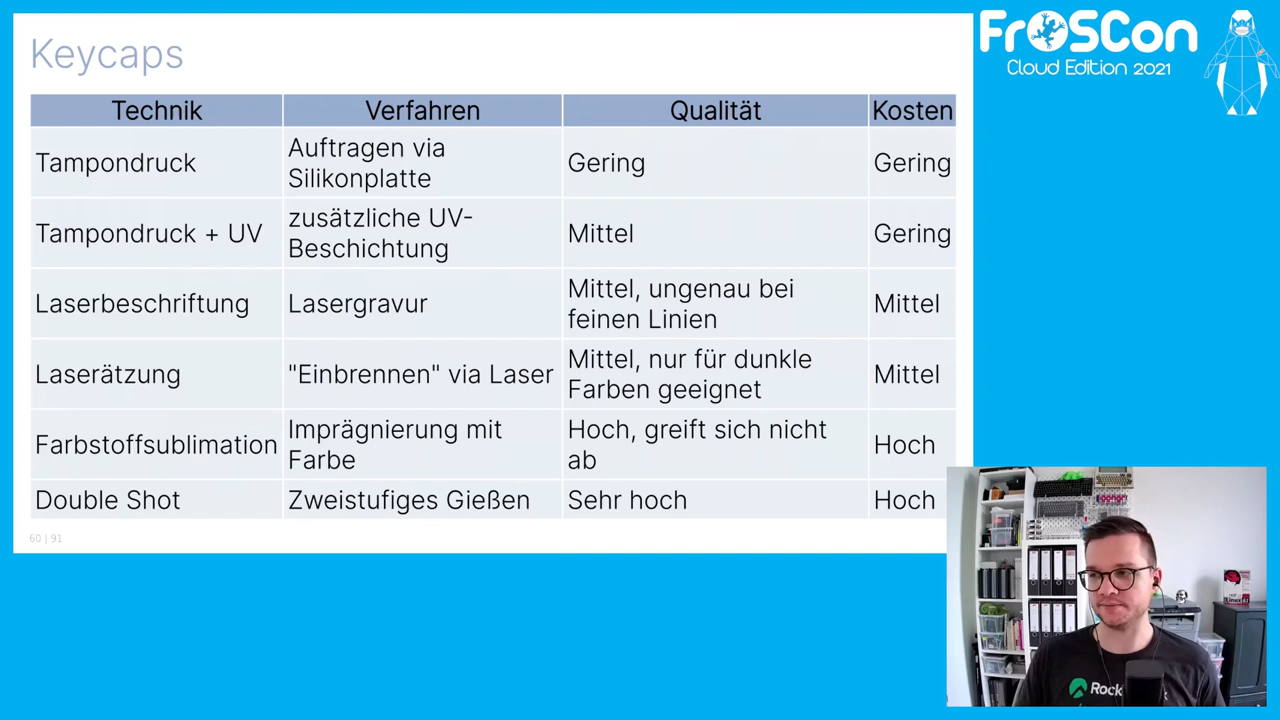 Keycaps
FrOSCon
Cloud Edition 2021
Technik Verfahren Qualität Kosten
Tampondruck Auftragen via Silikonplatte Gering Gering
Tampondruck + UV zusätzliche UV-Beschichtung Mittel Gering
Laserbeschriftung Lasergravur Mittel, ungenau bei feinen Linien Mittel
Laserätzung "Einbrennen" via Laser Mittel, nur für dunkle Farben geeignet Mittel
Farbstoffsublimation Imprägnierung mit Farbe Hoch, greift sich nicht ab Hoch
Double Shot Zweistufiges Gießen Sehr hoch Hoch
60 | 91